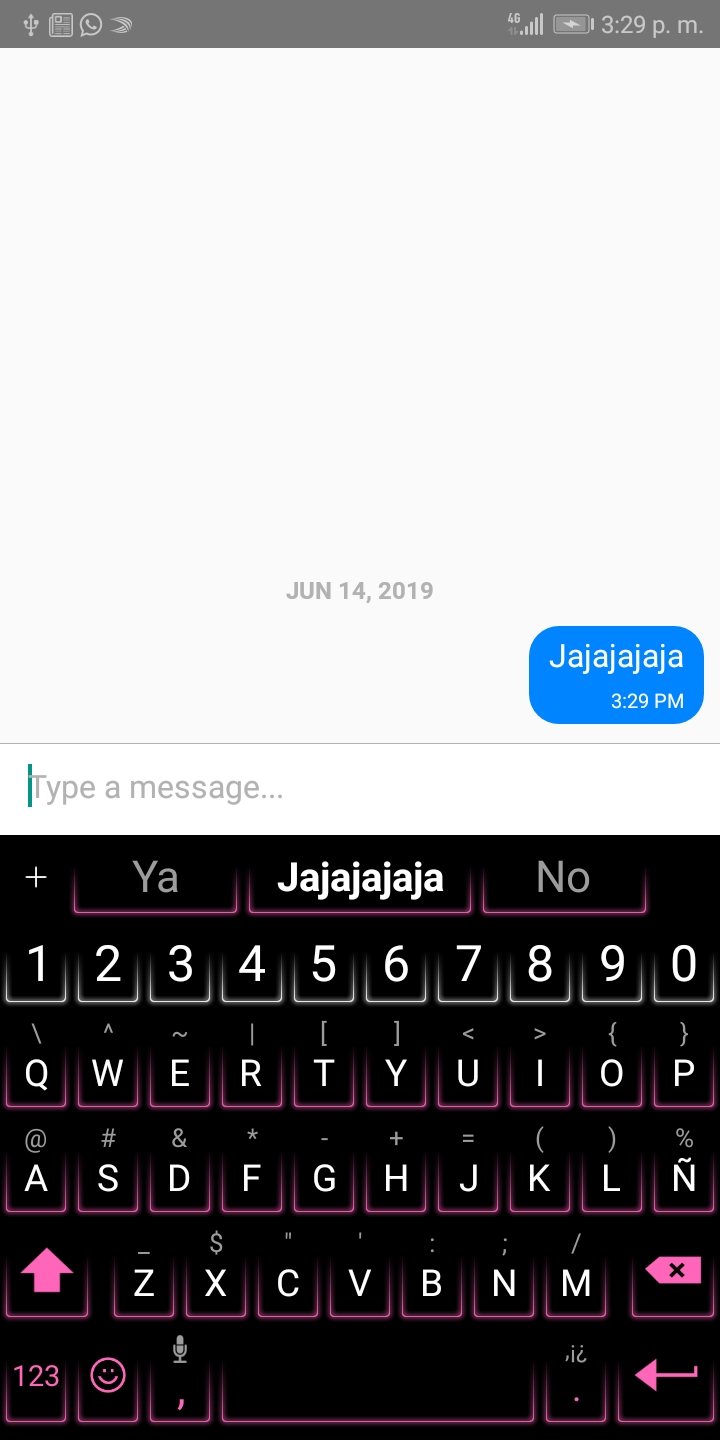 4G 3:29 p. m.
JUN 14, 2019
Jajajajaja
3:29 PM
Type a message...
+ Ya Jajajajaja No
1 2 3 4 5 6 7 8 9 0
\ ^ ~ | [ ] < > { }
Q W E R T Y U I O P
@ # & * - + = ( ) %
A S D F G H J K L Ñ
_ $ " ' : ; /
Z X C V B N M
,¡¿
123 , .